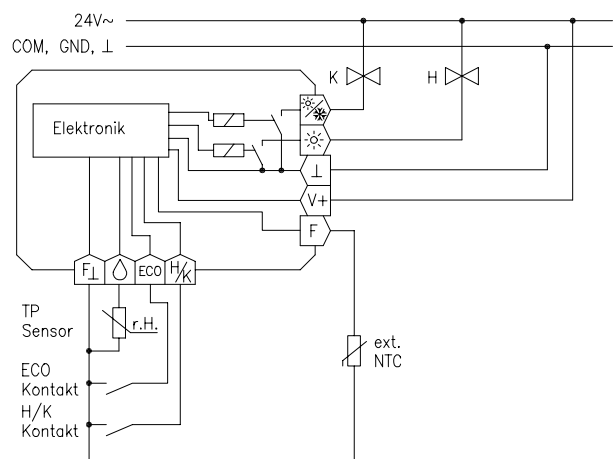 24V~
COM, GND, ⊥
K
H
Elektronik
⊥
V+
F
F⊥
ECO
H/K
TP
Sensor
r.H.
ext.
NTC
ECO
Kontakt
H/K
Kontakt